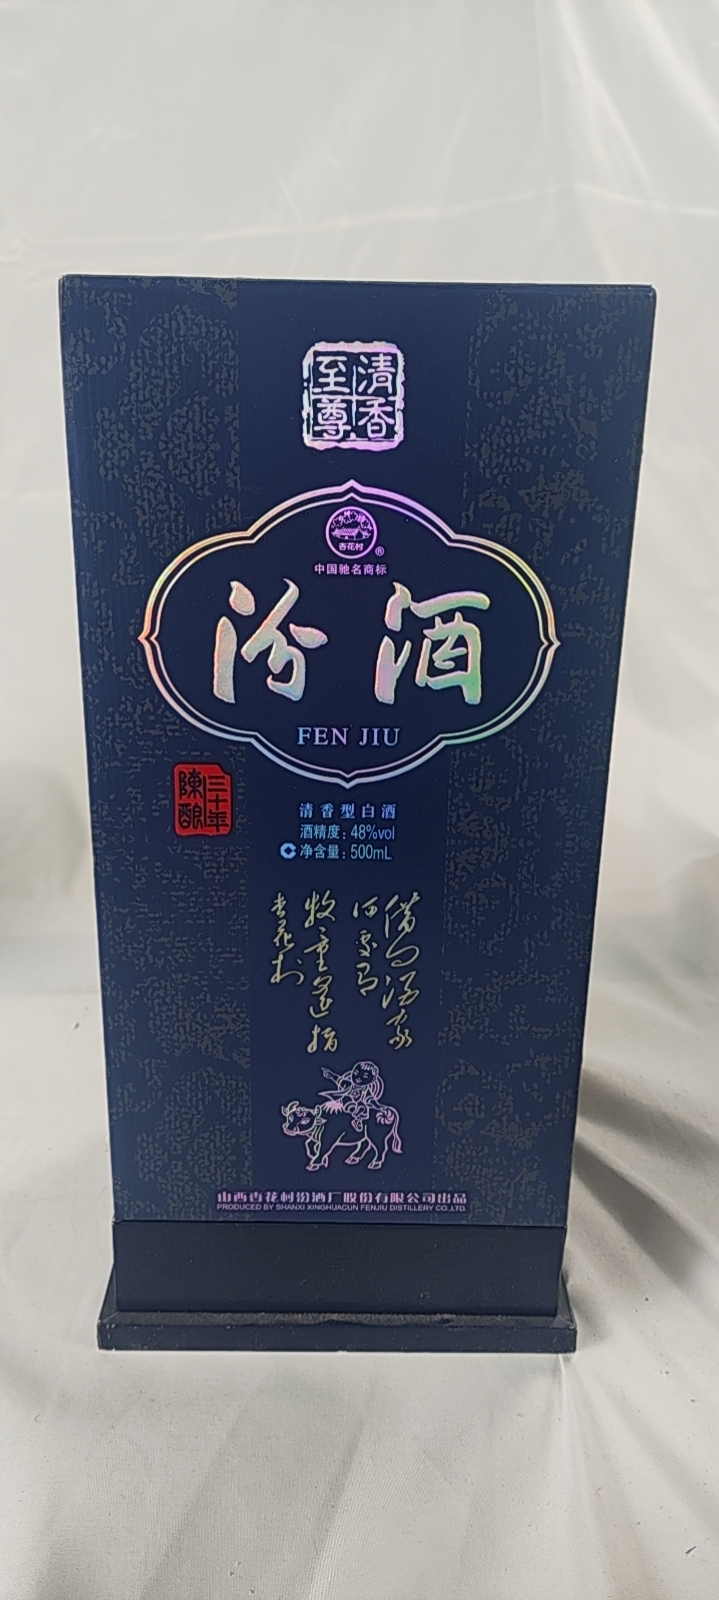 清香
至尊
杏花村
®
中国驰名商标
汾酒
FEN JIU
三十年
陳酿
清香型白酒
酒精度：48%vol
净含量：500mL
借问酒家
何处有
牧童遥指
杏花村
山西杏花村汾酒厂股份有限公司出品
PRODUCED BY SHANXI XINGHUACUN FENJIU DISTILLERY CO.,LTD.